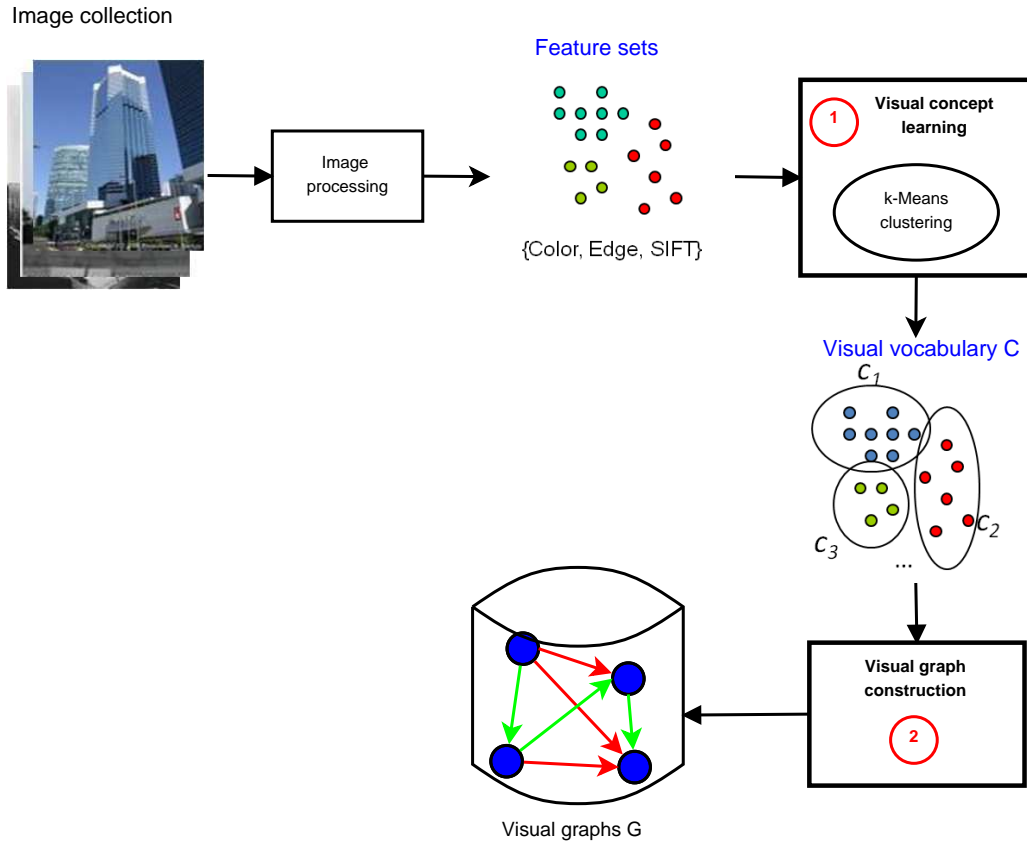 Image collection
Feature sets
Image
processing
{Color, Edge, SIFT}
1
Visual concept
learning
k-Means
clustering
Visual vocabulary C
c1
c2
c3
...
Visual graph
construction
2
Visual graphs G